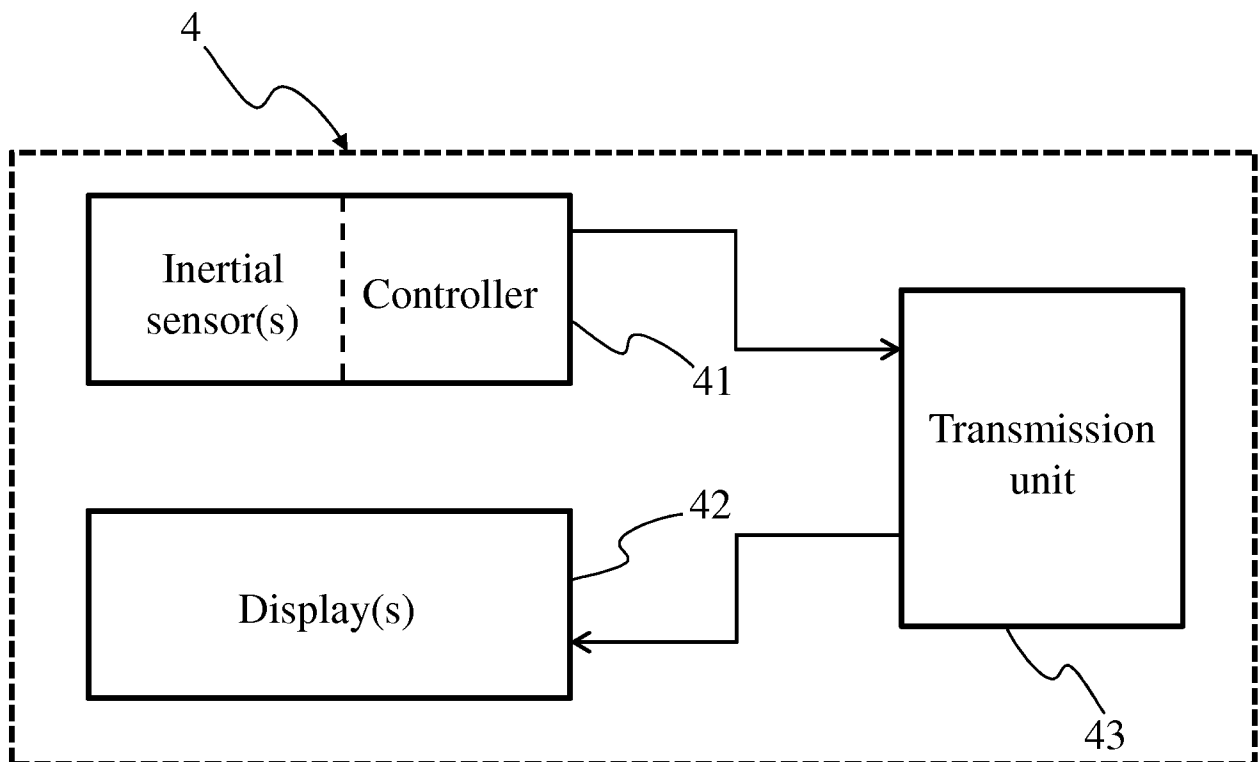 4
Inertial
sensor(s)
Controller
41
Transmission
unit
42
Display(s)
43